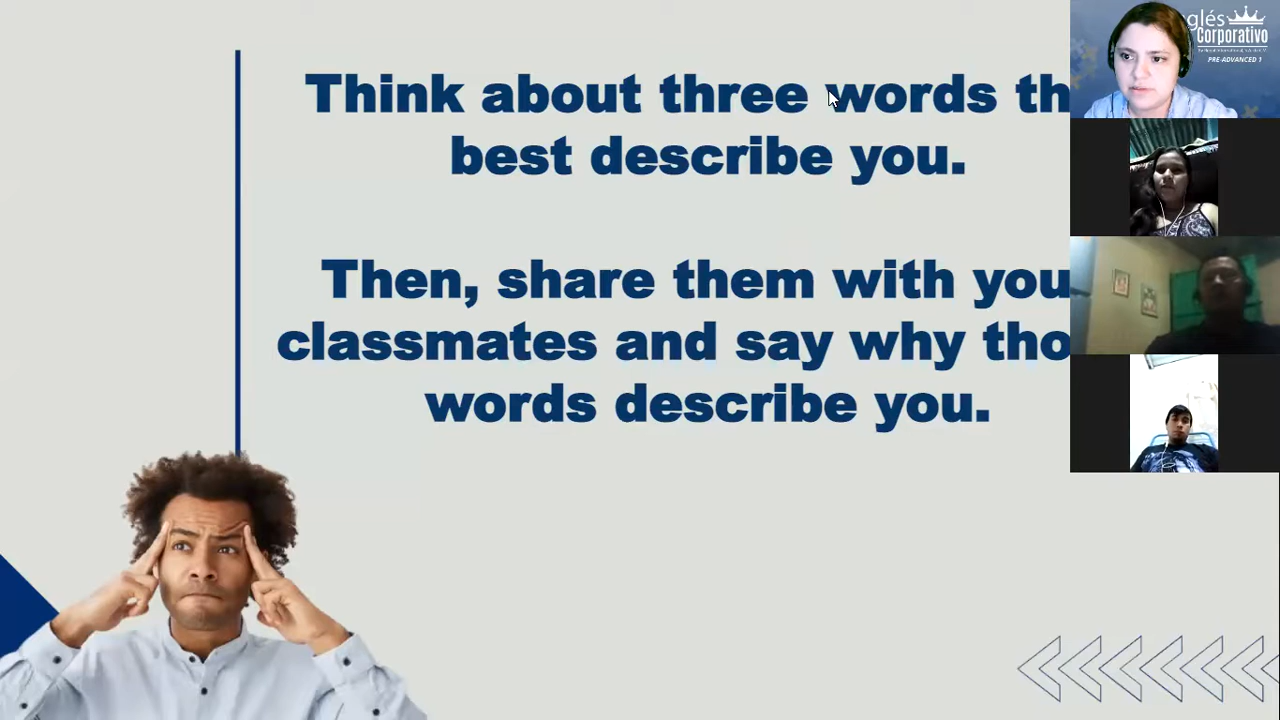 Think about three words th
best describe you.
Then, share them with you
classmates and say why tho
words describe you.
glés
Corporativo
PRE-ADVANCED 1